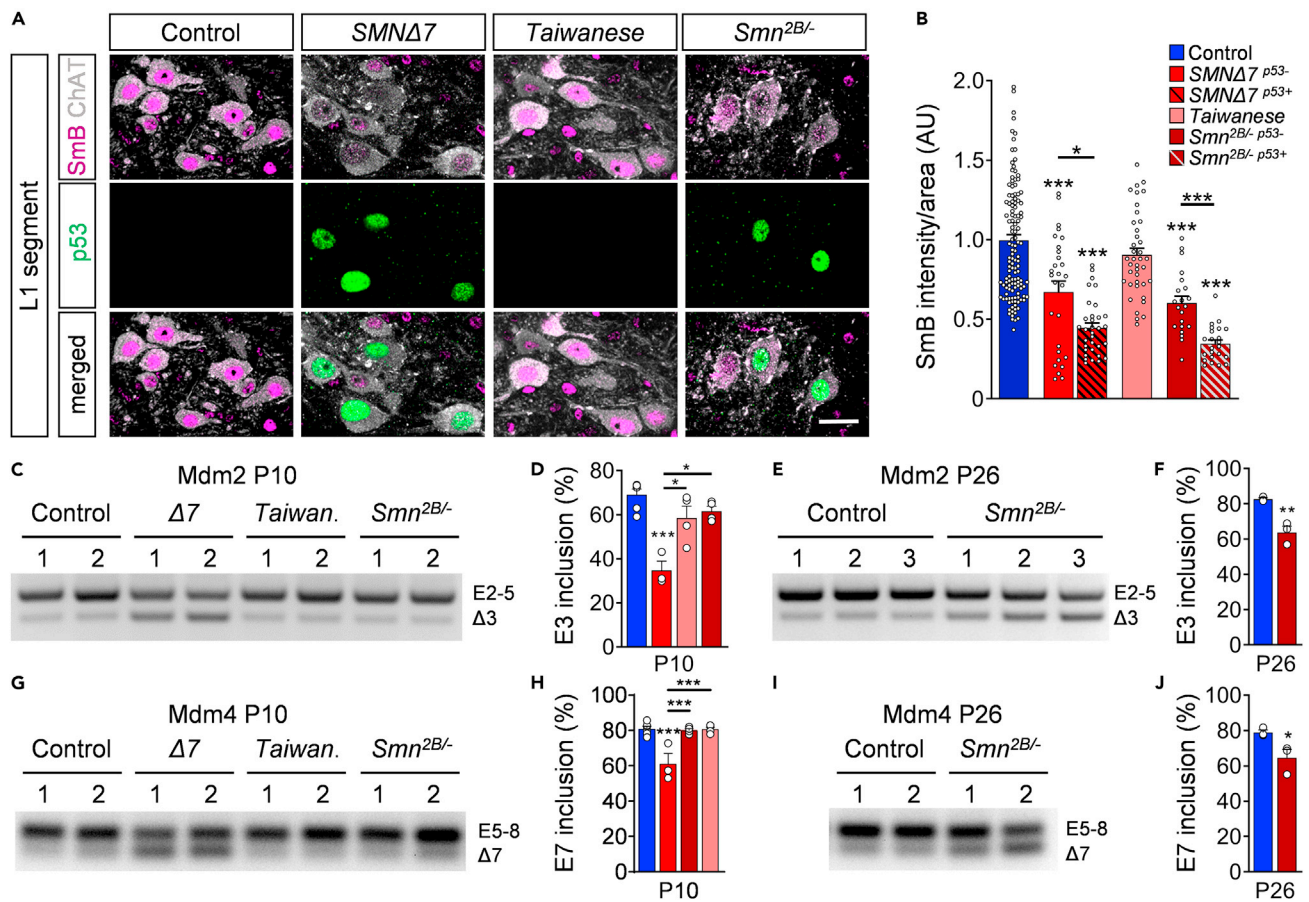 A
Control
SMNΔ7
Taiwanese
Smn2B/-
L1 segment
SmB ChAT
p53
merged
B
SmB intensity/area (AU)
2.0
1.5
1.0
0.5
0
***
*
***
***
***
***
Control
SMNΔ7 p53-
SMNΔ7 p53+
Taiwanese
Smn2B/- p53-
Smn2B/- p53+
C
Mdm2 P10
Control Δ7 Taiwan. Smn2B/-
1 2 1 2 1 2 1 2
E2-5
Δ3
D
E3 inclusion (%)
80
60
40
20
0
*
*
***
P10
E
Mdm2 P26
Control Smn2B/-
1 2 3 1 2 3
E2-5
Δ3
F
E3 inclusion (%)
100
80
60
40
20
0
**
P26
G
Mdm4 P10
Control Δ7 Taiwan. Smn2B/-
1 2 1 2 1 2 1 2
E5-8
Δ7
H
E7 inclusion (%)
100
80
60
40
20
0
***
***
***
P10
I
Mdm4 P26
Control Smn2B/-
1 2 1 2
E5-8
Δ7
J
E7 inclusion (%)
100
80
60
40
20
0
*
P26